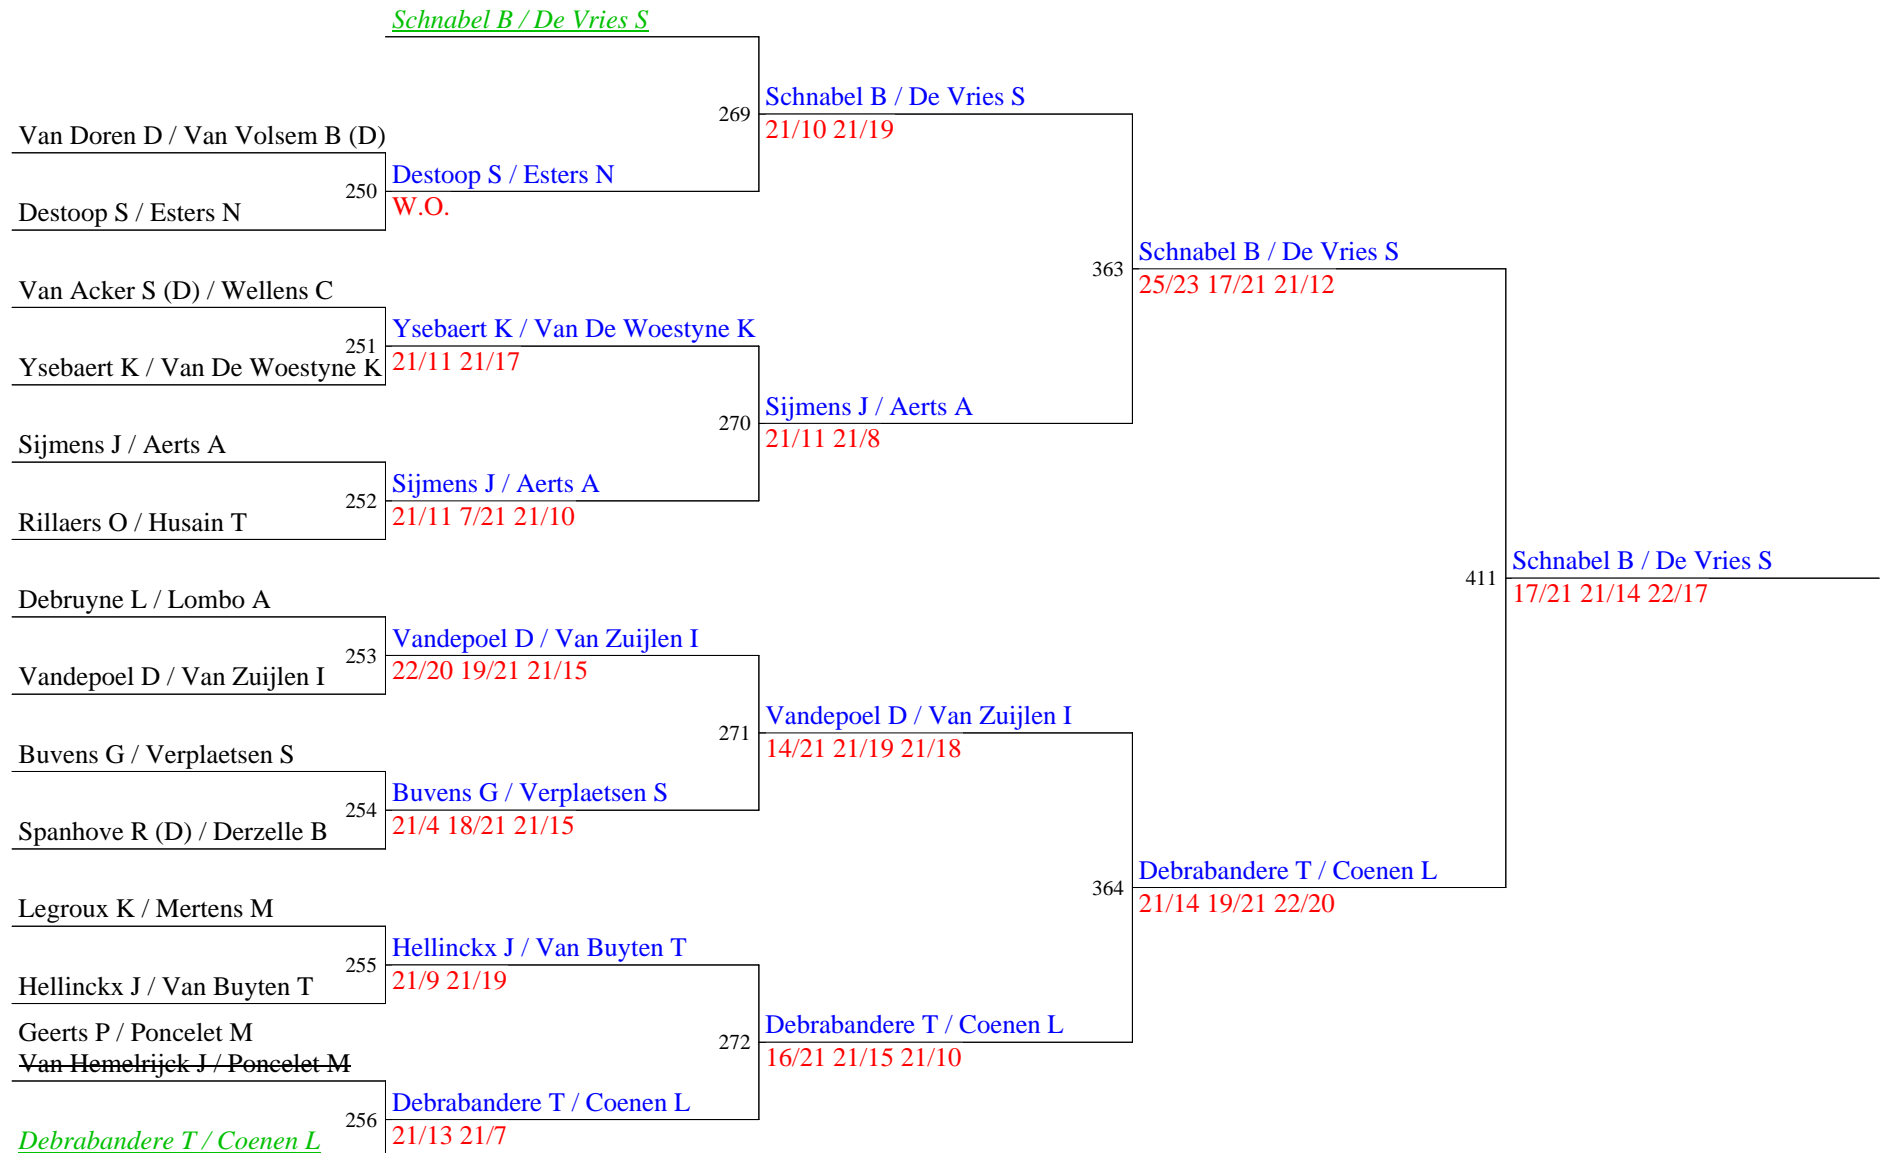 Schnabel B / De Vries S
269
Schnabel B / De Vries S
21/10 21/19
Van Doren D / Van Volsem B (D)
250
Destoop S / Esters N
W.O.
Destoop S / Esters N
363
Schnabel B / De Vries S
25/23 17/21 21/12
Van Acker S (D) / Wellens C
251
Ysebaert K / Van De Woestyne K
21/11 21/17
Ysebaert K / Van De Woestyne K
270
Sijmens J / Aerts A
21/11 21/8
Sijmens J / Aerts A
252
Sijmens J / Aerts A
21/11 7/21 21/10
Rillaers O / Husain T
411
Schnabel B / De Vries S
17/21 21/14 22/17
Debruyne L / Lombo A
253
Vandepoel D / Van Zuijlen I
22/20 19/21 21/15
Vandepoel D / Van Zuijlen I
271
Vandepoel D / Van Zuijlen I
14/21 21/19 21/18
Buvens G / Verplaetsen S
254
Buvens G / Verplaetsen S
21/4 18/21 21/15
Spanhove R (D) / Derzelle B
364
Debrabandere T / Coenen L
21/14 19/21 22/20
Legroux K / Mertens M
255
Hellinckx J / Van Buyten T
21/9 21/19
Hellinckx J / Van Buyten T
272
Debrabandere T / Coenen L
16/21 21/15 21/10
Geerts P / Poncelet M
Van Hemelrijck J / Poncelet M
256
Debrabandere T / Coenen L
21/13 21/7
Debrabandere T / Coenen L